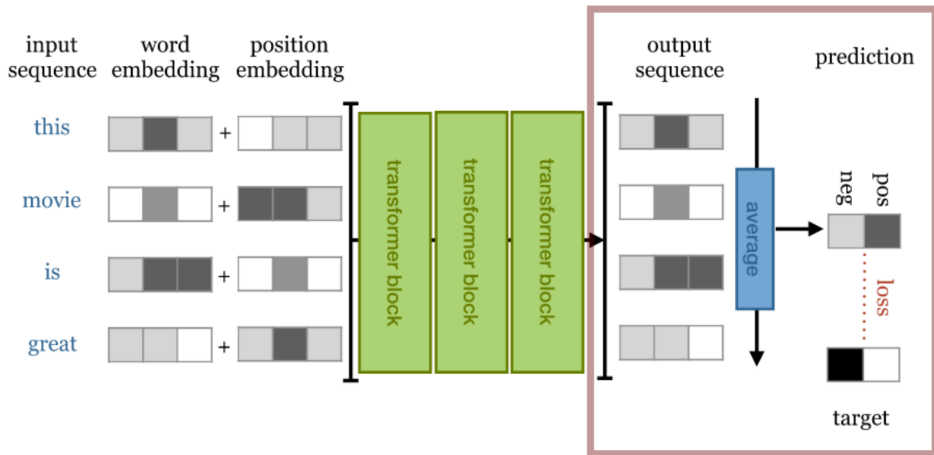 input
sequence
word
embedding
position
embedding
output
sequence
prediction
this
+
movie
+
is
+
great
+
transformer block
transformer block
transformer block
average
neg
pos
loss
target